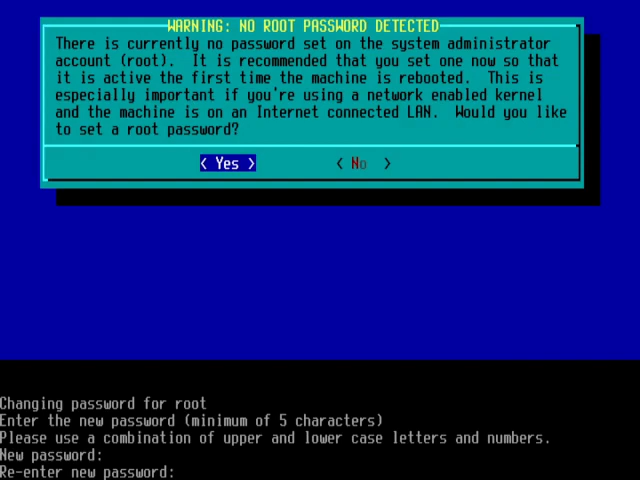 WARNING: NO ROOT PASSWORD DETECTED
There is currently no password set on the system administrator
account (root).  It is recommended that you set one now so that
it is active the first time the machine is rebooted.  This is
especially important if you're using a network enabled kernel
and the machine is on an Internet connected LAN.  Would you like
to set a root password?
< Yes > < No  >
Changing password for root
Enter the new password (minimum of 5 characters)
Please use a combination of upper and lower case letters and numbers.
New password:
Re-enter new password: